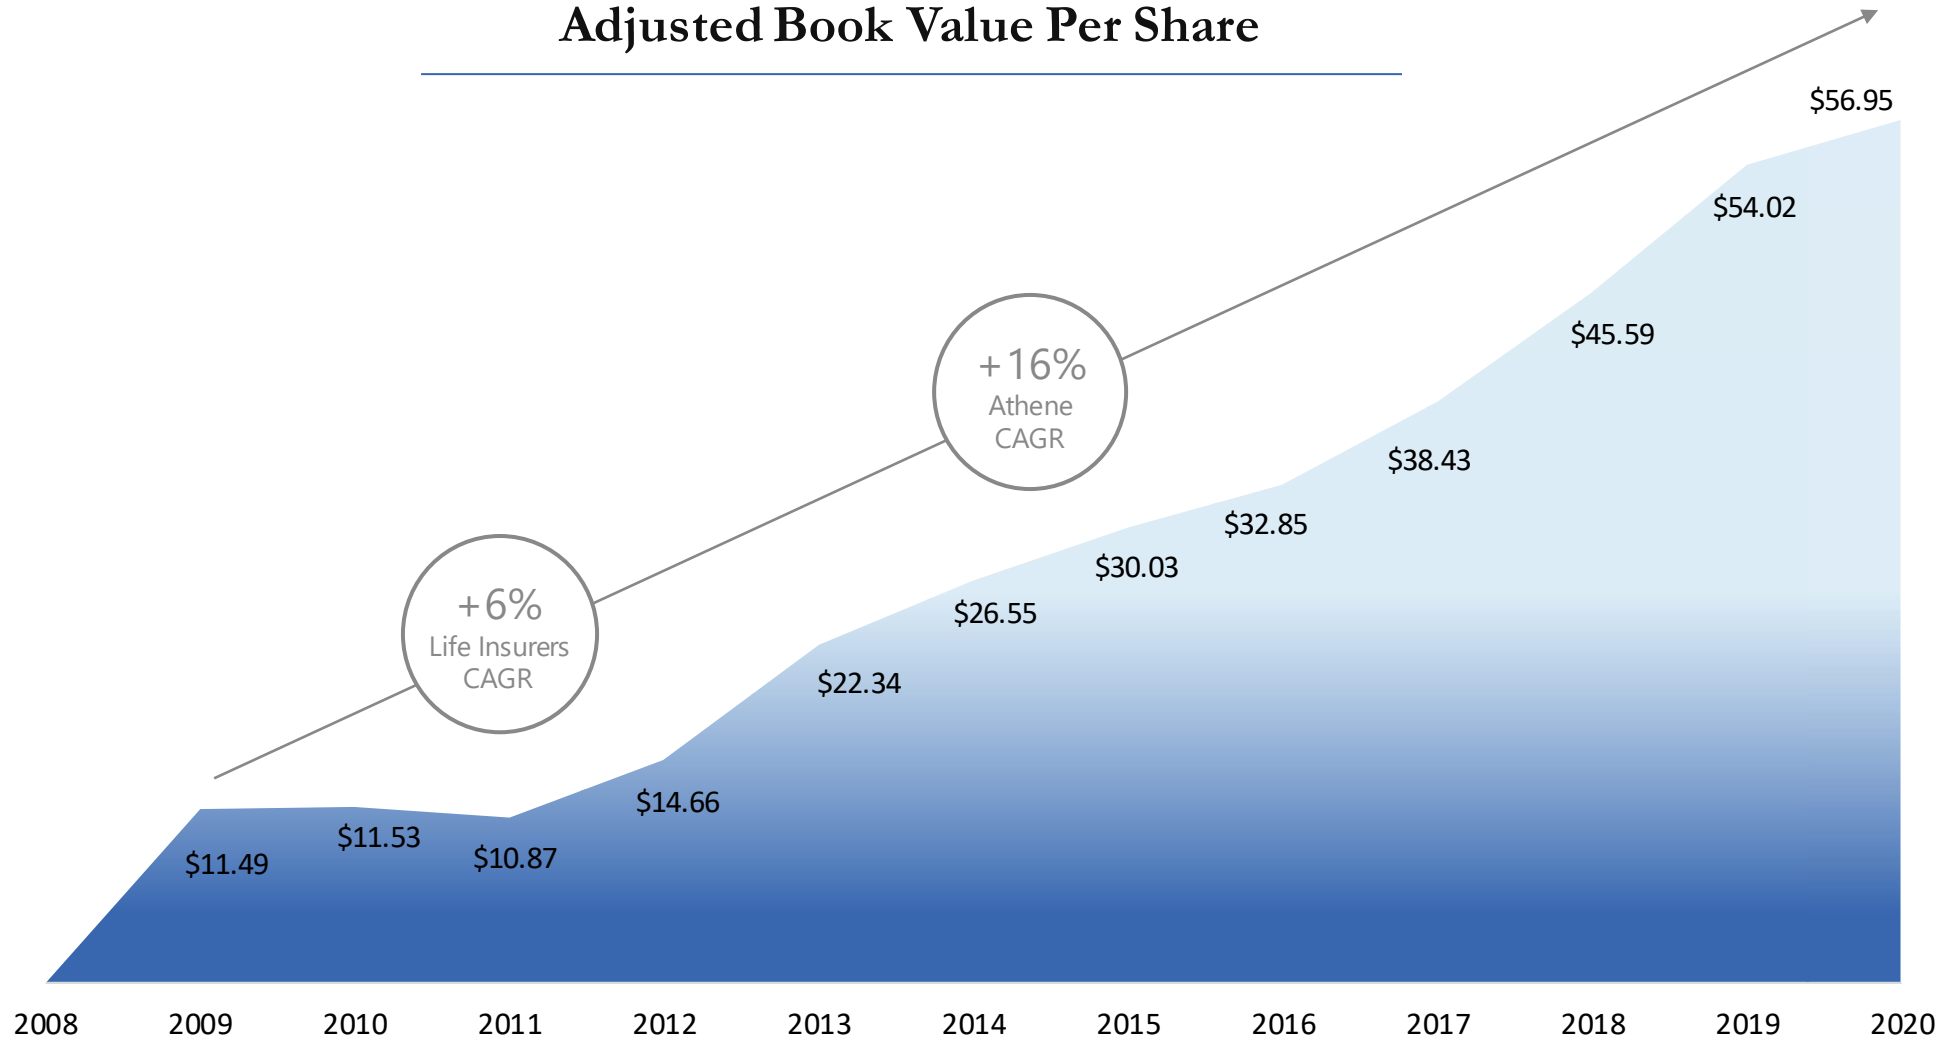 Adjusted Book Value Per Share
$56.95
$54.02
$45.59
+16%
Athene
CAGR
$38.43
$32.85
$30.03
+6%
Life Insurers
CAGR
$26.55
$22.34
$14.66
$11.53
$10.87
$11.49
2008 2009 2010 2011 2012 2013 2014 2015 2016 2017 2018 2019 2020